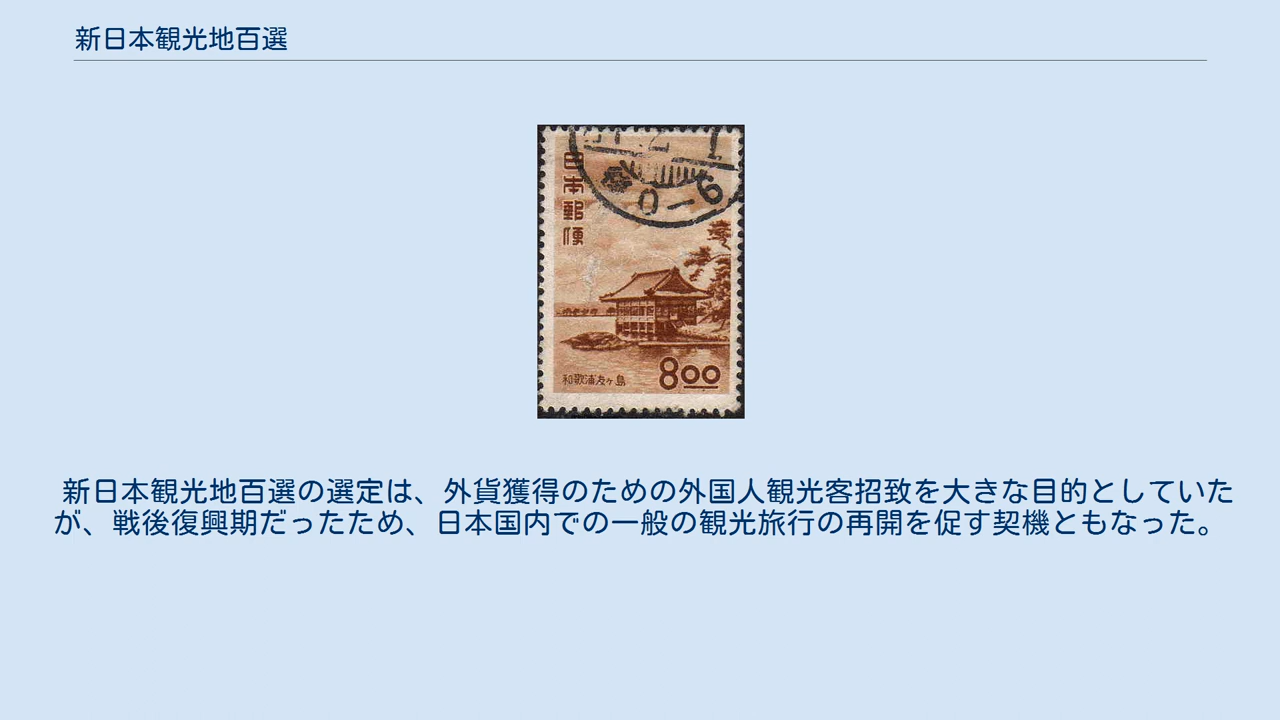 新日本観光地百選
日本郵便
0-6
和歌浦友ヶ島
8.00
新日本観光地百選の選定は、外貨獲得のための外国人観光客招致を大きな目的としていた
が、戦後復興期だったため、日本国内での一般の観光旅行の再開を促す契機ともなった。